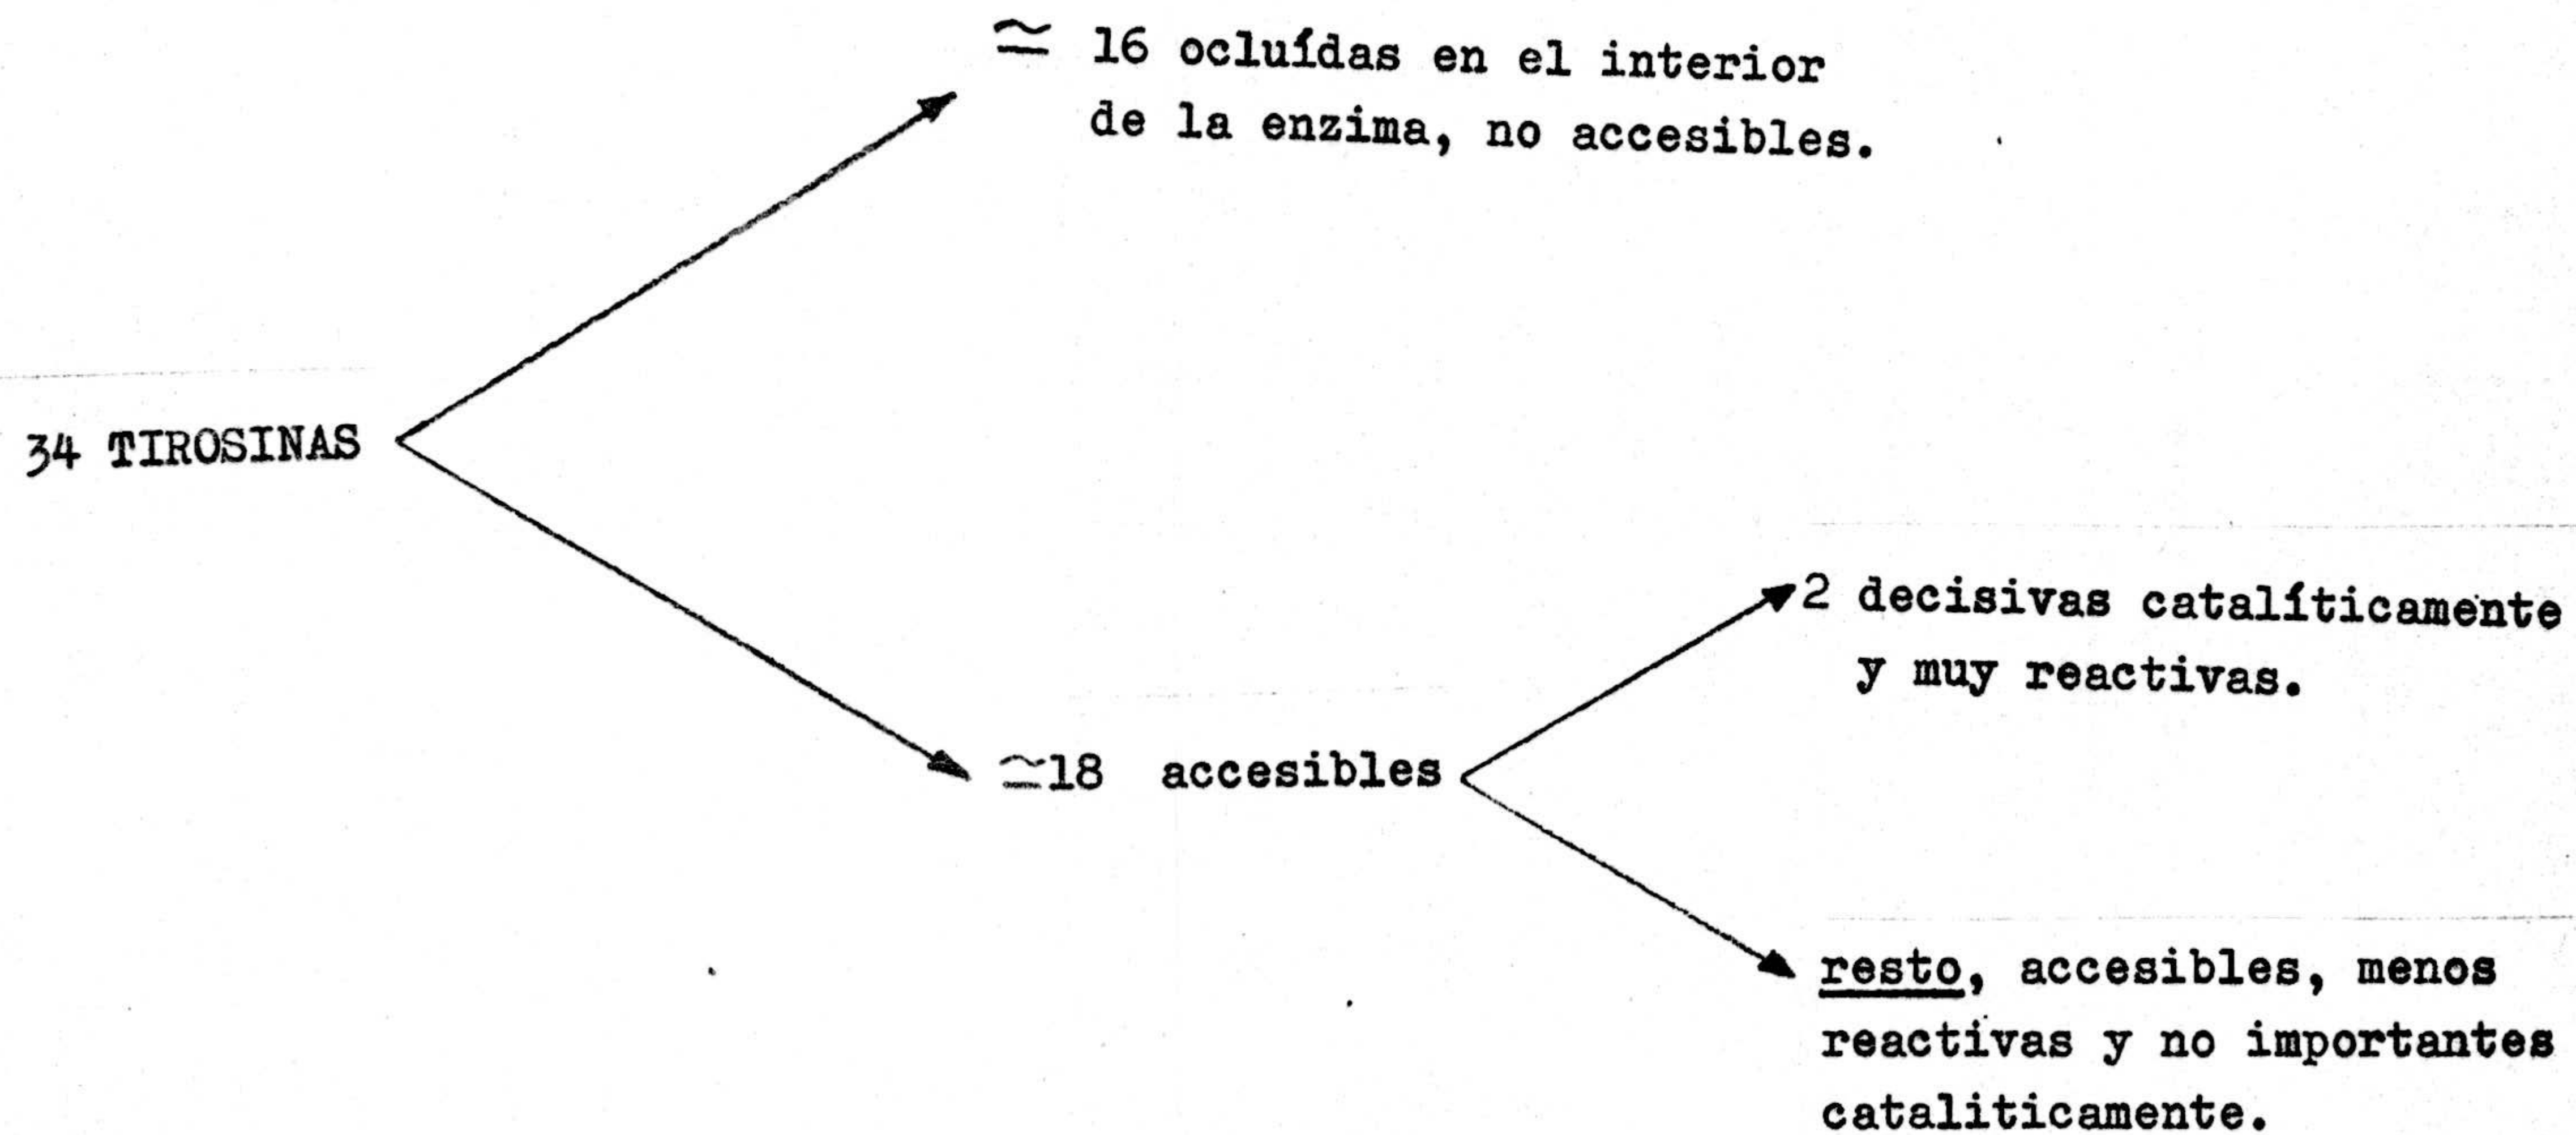 ≃ 16 ocluídas en el interior
de la enzima, no accesibles.
34 TIROSINAS
2 decisivas catalíticamente
y muy reactivas.
≃18 accesibles
resto, accesibles, menos
reactivas y no importantes
cataliticamente.